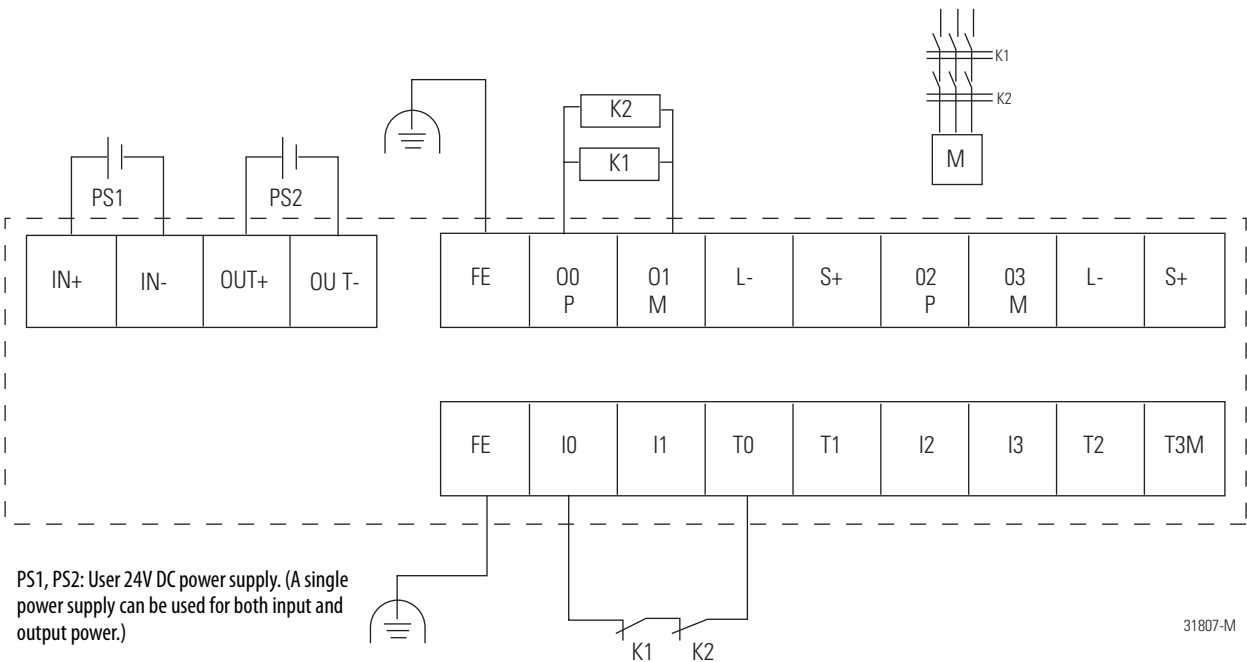 K1
K2
M
K2
K1
PS1
PS2
IN+
IN-
OUT+
OU T-
FE
O0
P
O1
M
L-
S+
02
P
03
M
L-
S+
FE
I0
I1
T0
T1
I2
I3
T2
T3M
PS1, PS2: User 24V DC power supply. (A single
power supply can be used for both input and
output power.)
K1
K2
31807-M